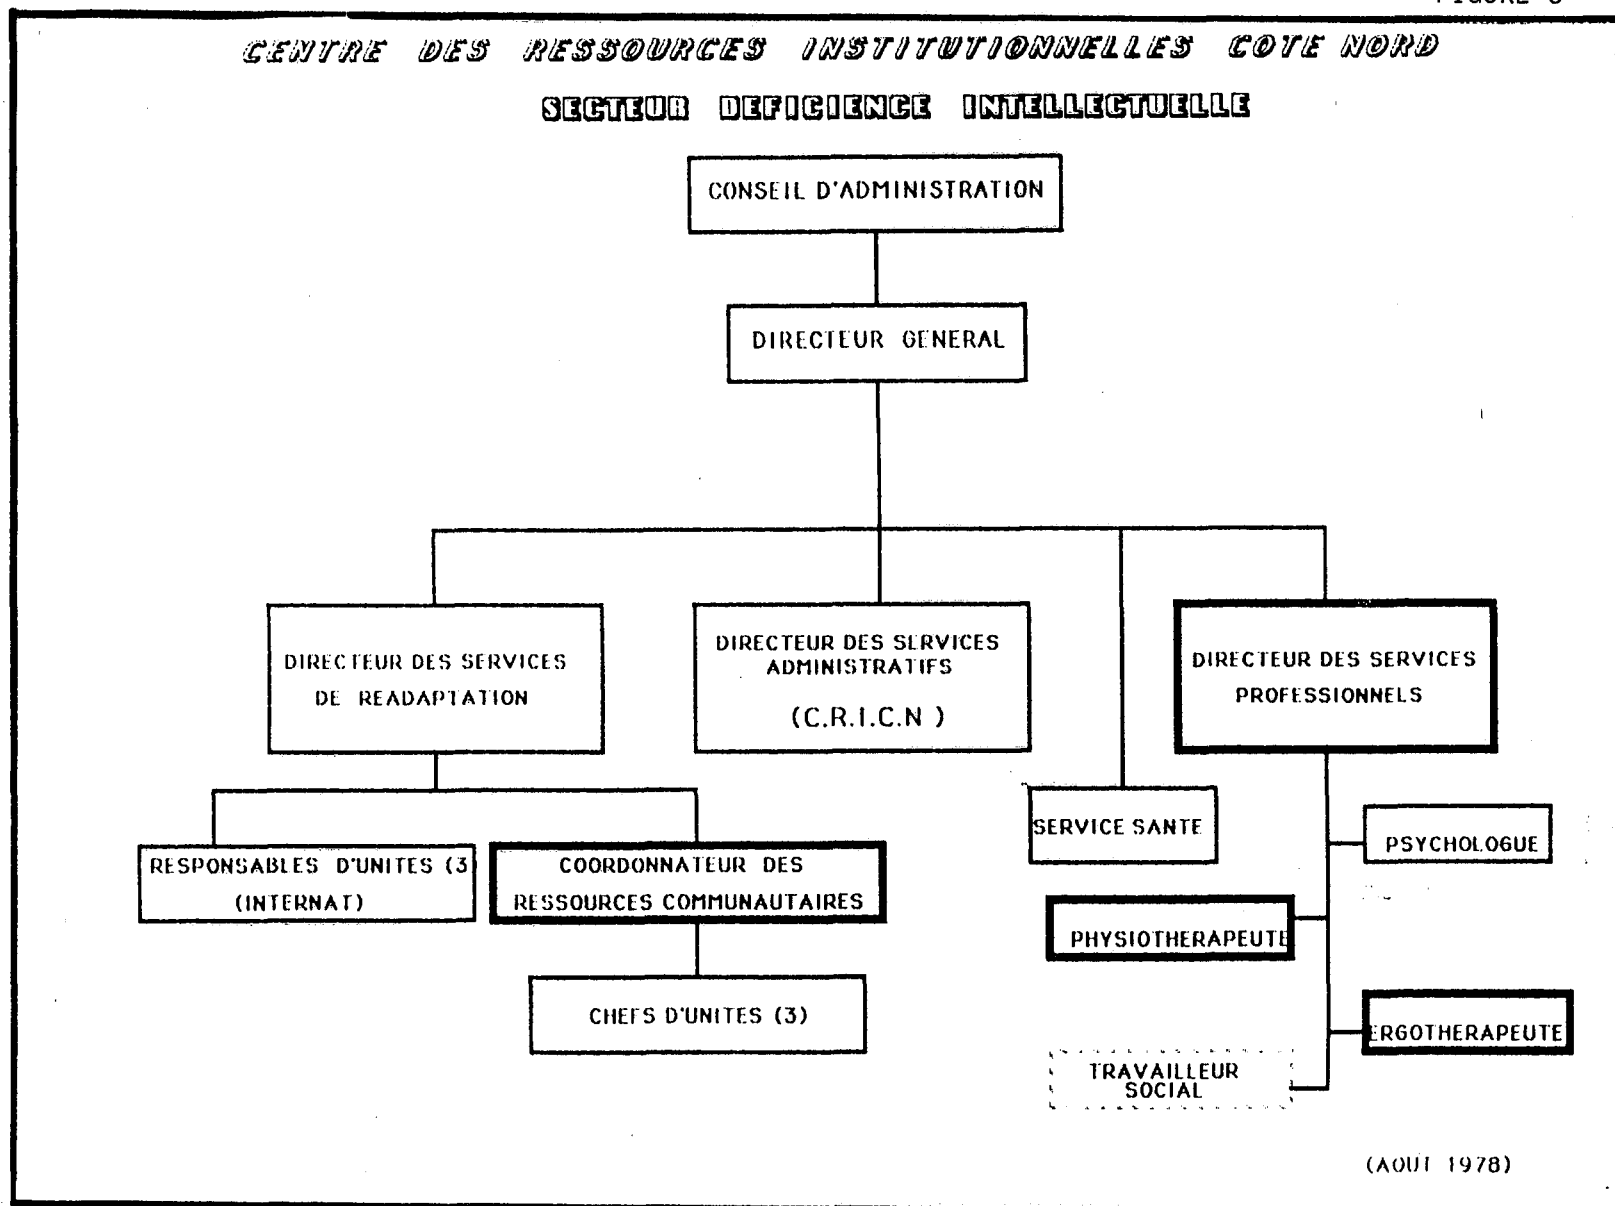 CENTRE DES RESSOURCES INSTITUTIONNELLES COTE NORD
SECTEUR DEFICIENCE INTELLECTUELLE
CONSEIL D'ADMINISTRATION
DIRECTEUR GENERAL
DIRECTEUR DES SERVICES
DE READAPTATION
DIRECTEUR DES SERVICES
ADMINISTRATIFS
(C.R.I.C.N )
DIRECTEUR DES SERVICES
PROFESSIONNELS
RESPONSABLES D'UNITES (3
(INTERNAT)
COORDONNATEUR DES
RESSOURCES COMMUNAUTAIRES
CHEFS D'UNITES (3)
SERVICE SANTE
PSYCHOLOGUE
PHYSIOTHERAPEUTE
ERGOTHERAPEUTE
TRAVAILLEUR
SOCIAL
(AOUT 1978)